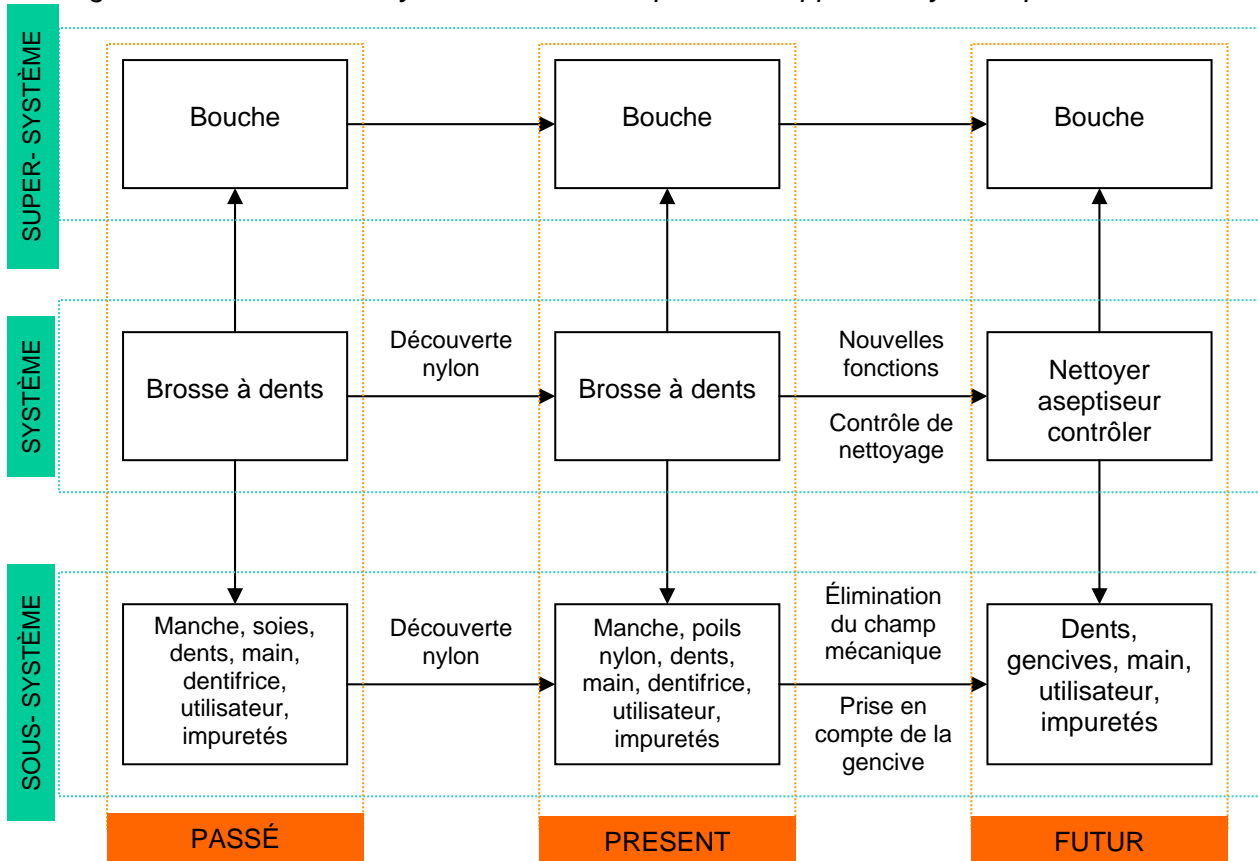 SUPER- SYSTÈME
Bouche
Bouche
Bouche
SYSTÈME
Brosse à dents
Découverte
nylon
Brosse à dents
Nouvelles
fonctions
Contrôle de
nettoyage
Nettoyer
aseptiseur
contrôler
SOUS- SYSTÈME
Manche, soies,
dents, main,
dentifrice,
utilisateur,
impuretés
Découverte
nylon
Manche, poils
nylon, dents,
main, dentifrice,
utilisateur,
impuretés
Élimination
du champ
mécanique
Prise en
compte de la
gencive
Dents,
gencives, main,
utilisateur,
impuretés
PASSÉ
PRESENT
FUTUR